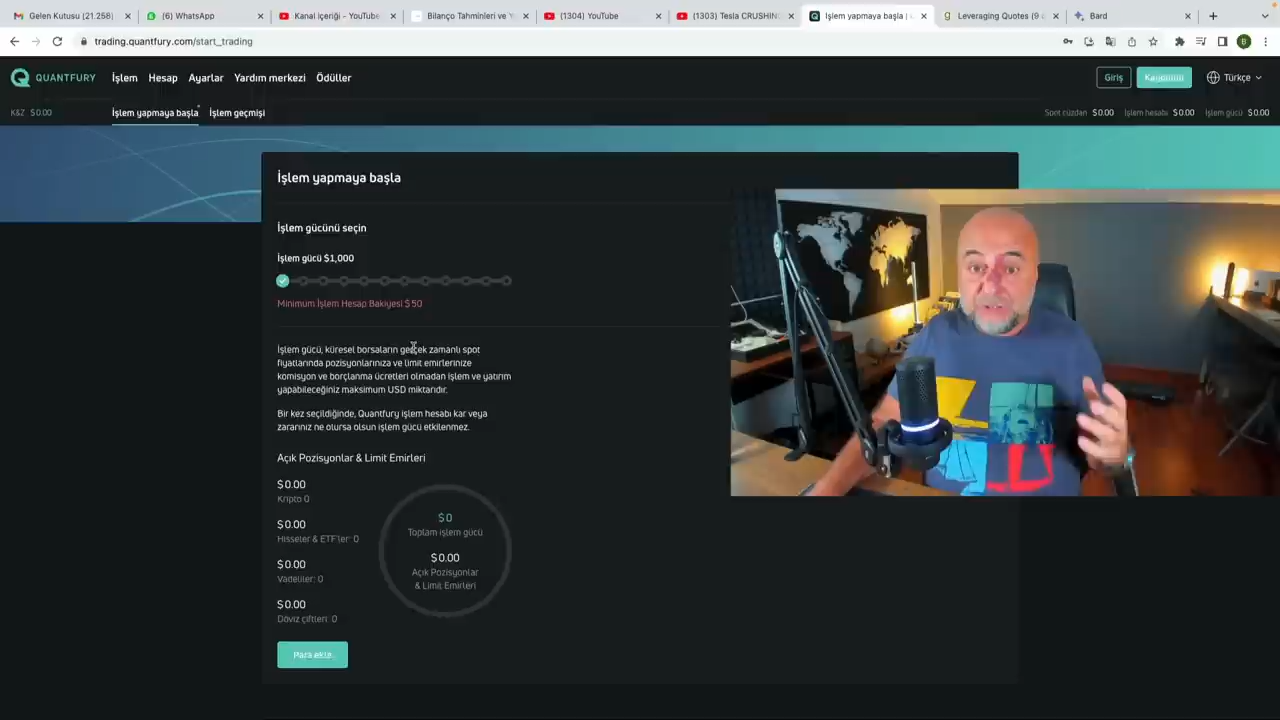 Gelen Kutusu (21.258)
(6) WhatsApp
Kanal içeriği - YouTube
Bilanço Tahminleri ve Y
(1304) YouTube
(1303) Tesla CRUSHIN
İşlem yapmaya başla |
Leveraging Quotes (9
Bard
trading.quantfury.com/start_trading
B
QUANTFURY
İşlem
Hesap
Ayarlar
Yardım merkezi
Ödüller
Giriş
Türkçe
K&Z $0.00
İşlem yapmaya başla
İşlem geçmişi
Spot cüzdan $0.00
İşlem hesabı $0.00
İşlem gücü $0.00
İşlem yapmaya başla
İşlem gücünü seçin
İşlem gücü $1,000
Minimum İşlem Hesap Bakiyesi $50
İşlem gücü, küresel borsaların gerçek zamanlı spot
fiyatlarında pozisyonlarınıza ve limit emirlerinize
komisyon ve borçlanma ücretleri olmadan işlem ve yatırım
yapabileceğiniz maksimum USD miktarıdır.
Bir kez seçildiğinde, Quantfury işlem hesabı kar veya
zararınız ne olursa olsun işlem gücü etkilenmez.
Açık Pozisyonlar & Limit Emirleri
$0.00
Kripto 0
$0.00
Hisseler & ETF'ler: 0
$0.00
Vadeliler: 0
$0.00
Döviz çiftleri: 0
$0
Toplam işlem gücü
$0.00
Açık Pozisyonlar
& Limit Emirleri
Para ekle